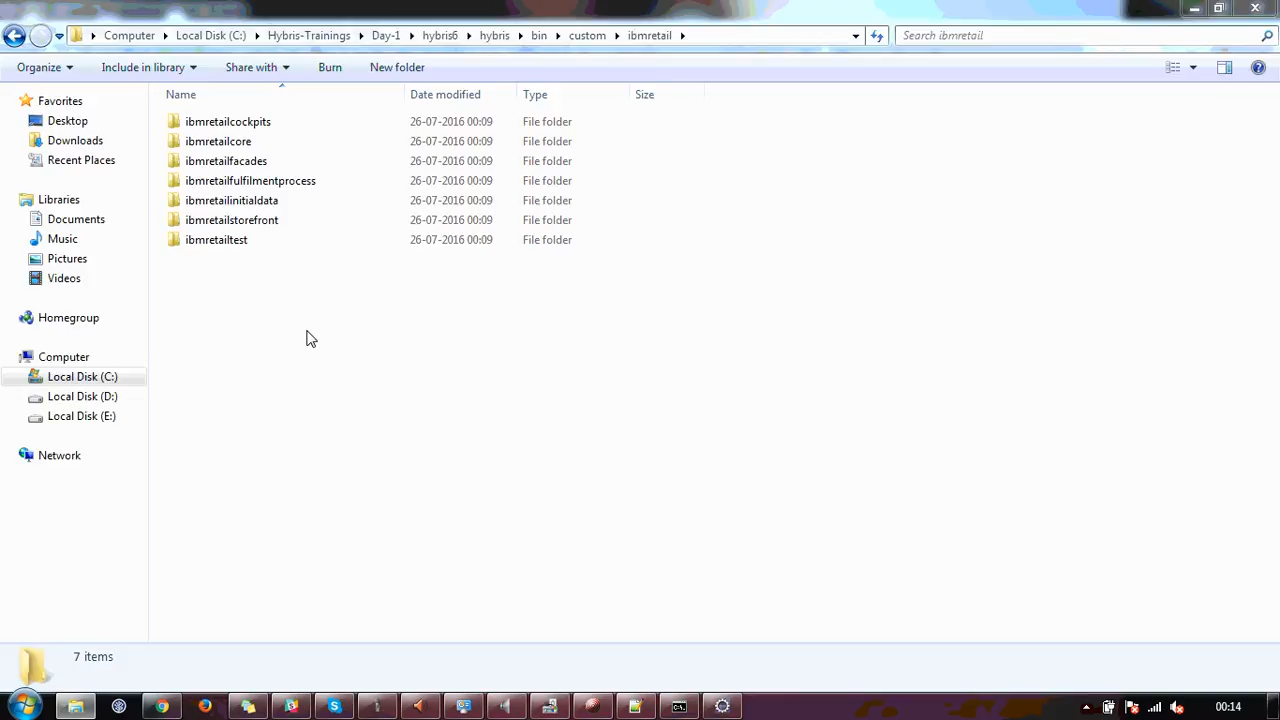 Computer Local Disk (C:) Hybris-Trainings Day-1 hybris6 hybris bin custom ibmretail Search ibmretail
Organize Include in library Share with Burn New folder
Name Date modified Type Size
Favorites
Desktop
Downloads
Recent Places
Libraries
Documents
Music
Pictures
Videos
Homegroup
Computer
Local Disk (C:)
Local Disk (D:)
Local Disk (E:)
Network
ibmretailcockpits 26-07-2016 00:09 File folder
ibmretailcore 26-07-2016 00:09 File folder
ibmretailfacades 26-07-2016 00:09 File folder
ibmretailfulfilmentprocess 26-07-2016 00:09 File folder
ibmretailinitialdata 26-07-2016 00:09 File folder
ibmretailstorefront 26-07-2016 00:09 File folder
ibmretailtest 26-07-2016 00:09 File folder
7 items
00:14